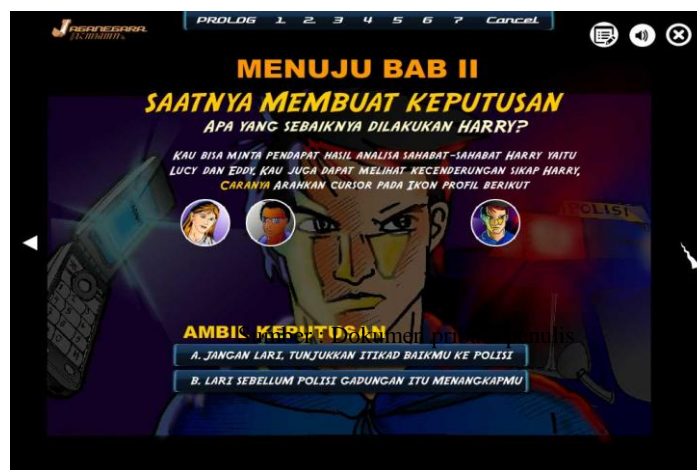 JAGANEGARA
PROLOG 1 2 3 4 5 6 7 Cancel
MENUJU BAB II
SAATNYA MEMBUAT KEPUTUSAN
APA YANG SEBAIKNYA DILAKUKAN HARRY?
KAU BISA MINTA PENDAPAT HASIL ANALISA SAHABAT-SAHABAT HARRY YAITU
LUCY DAN EDDY. KAU JUGA DAPAT MELIHAT KECENDERUNGAN SIKAP HARRY,
CARANYA ARAHKAN CURSOR PADA IKON PROFIL BERIKUT
POLISI
AMBIL KEPUTUSAN
Sumber: Dokumen penulis
A. JANGAN LARI, TUNJUKKAN ITIKAD BAIKMU KE POLISI
B. LARI SEBELLUM POLISI GADUNGAN ITU MENANGKAPMU